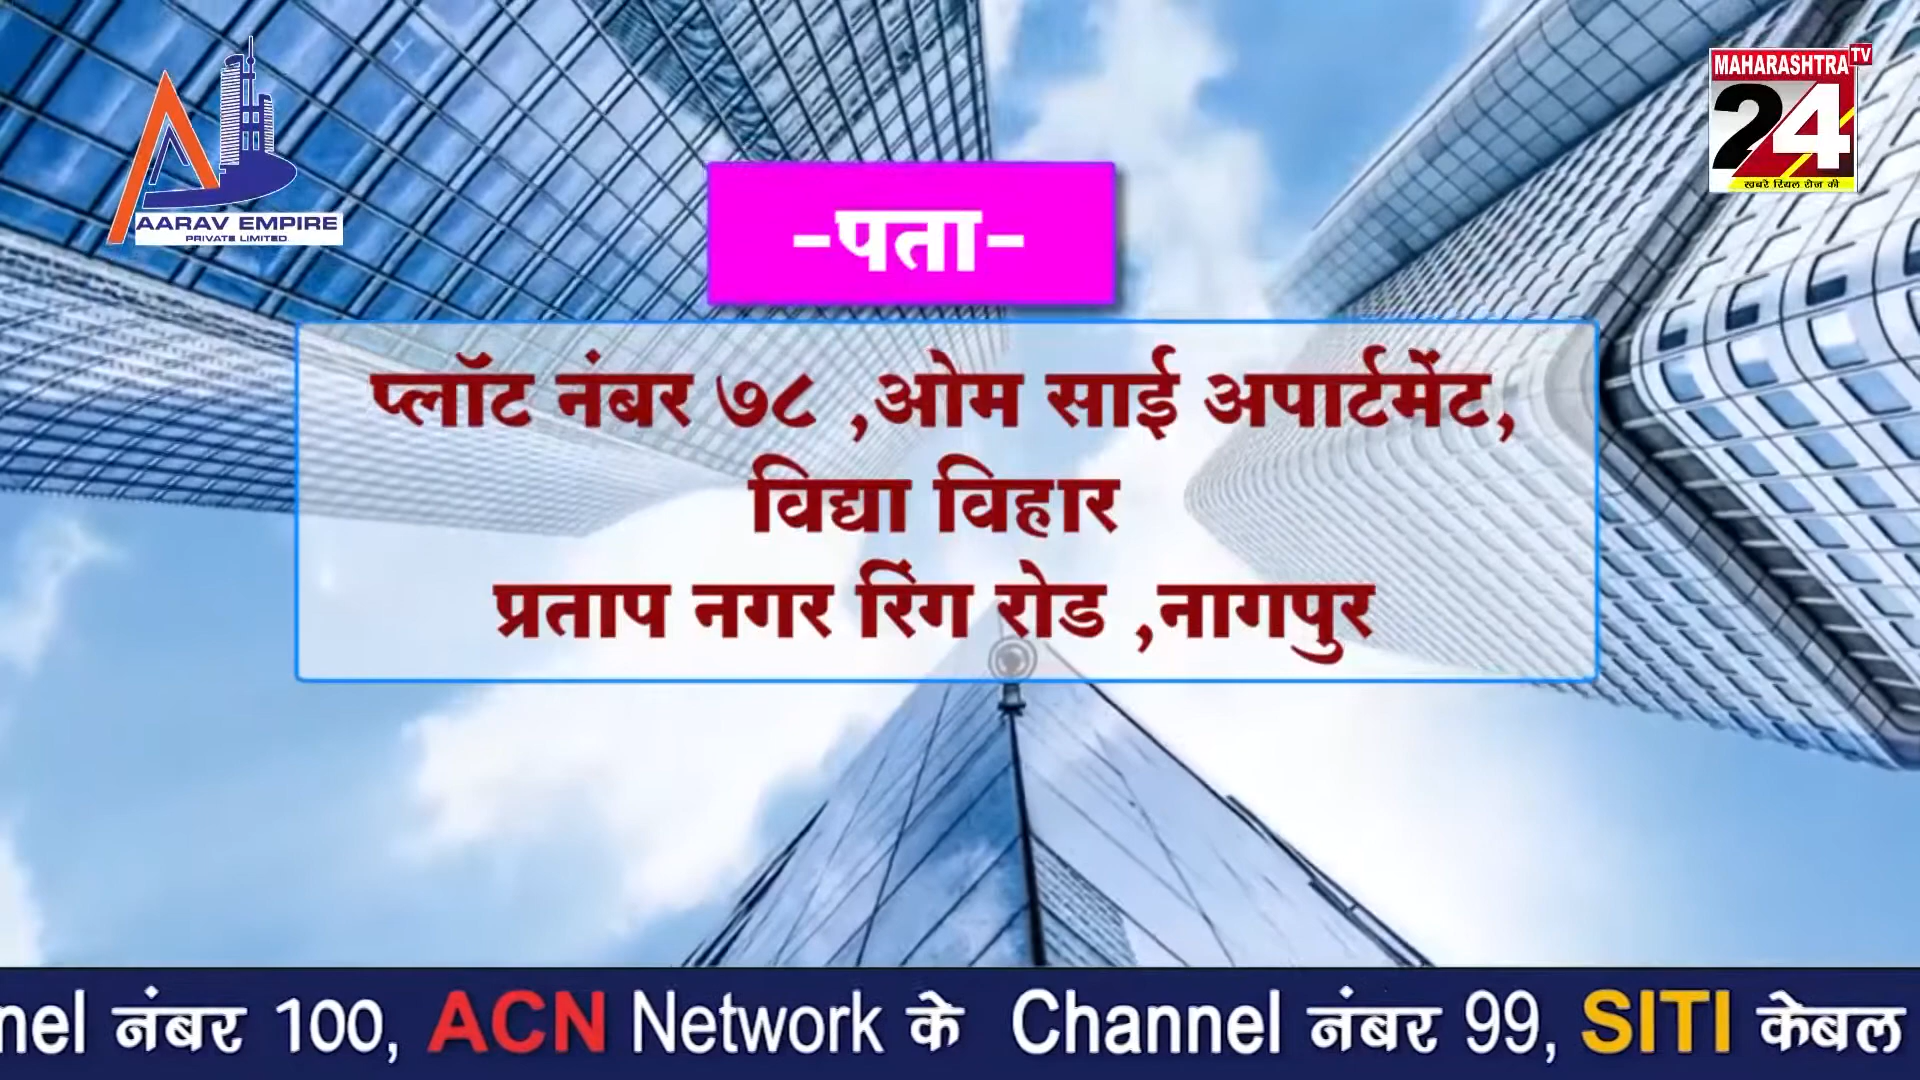 AARAV EMPIRE
PRIVATE LIMITED.
MAHARASHTRA TV
24
खबरे रियल रोज की
-पता-
प्लॉट नंबर ७८ ,ओम साई अपार्टमेंट,
विद्या विहार
प्रताप नगर रिंग रोड ,नागपुर
nel नंबर 100, ACN Network के Channel नंबर 99, SITI केबल